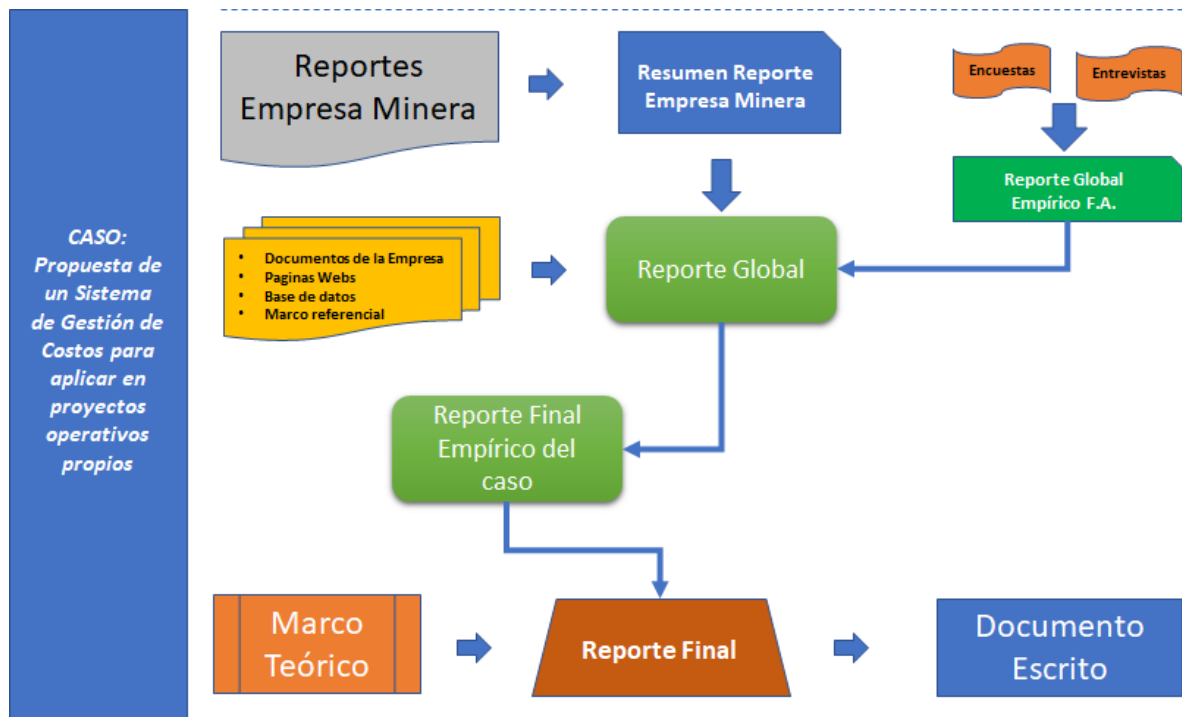 CASO:
Propuesta de
un Sistema
de Gestión de
Costos para
aplicar en
proyectos
operativos
propios
Reportes
Empresa Minera
Resumen Reporte
Empresa Minera
Encuestas
Entrevistas
Reporte Global
Empírico F.A.
• Documentos de la Empresa
• Paginas Webs
• Base de datos
• Marco referencial
Reporte Global
Reporte Final
Empírico del
caso
Marco
Teórico
Reporte Final
Documento
Escrito